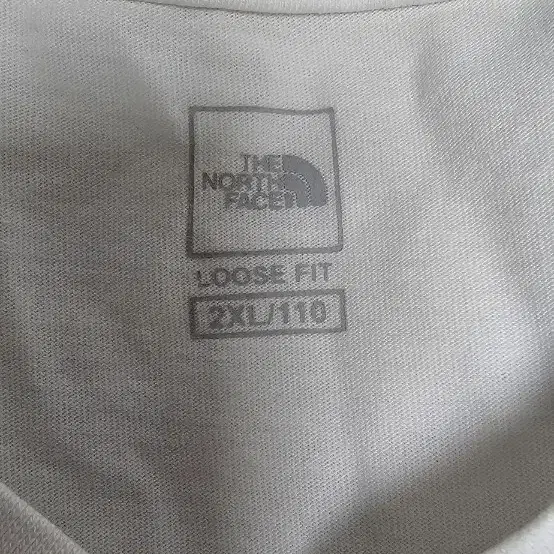 THE
NORTH
FACE
LOOSE FIT
2XL/110